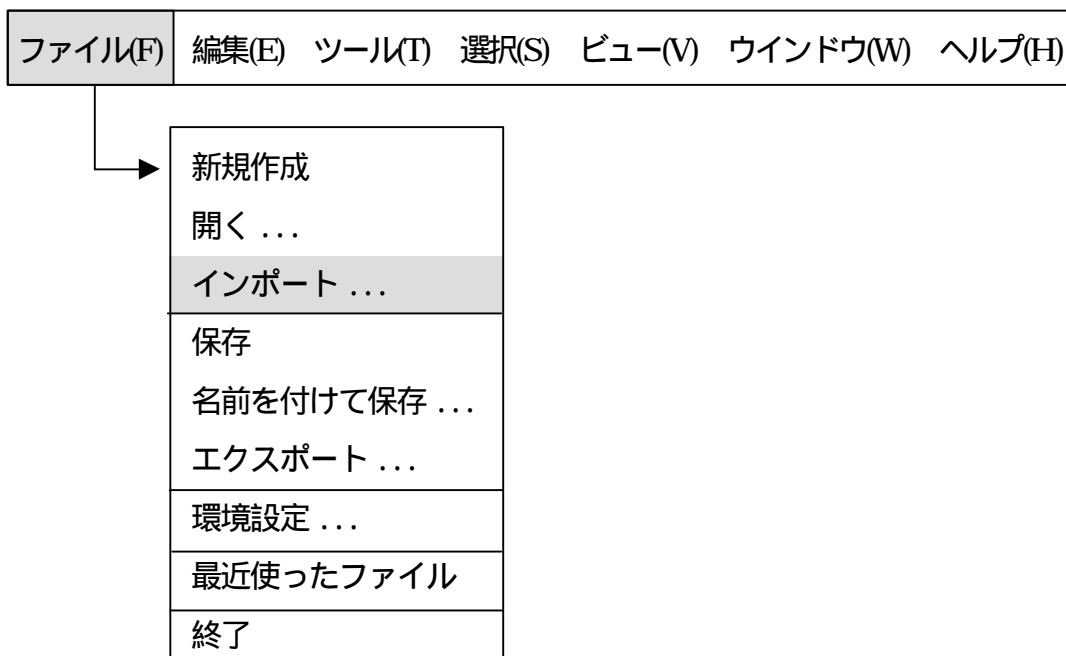 ファイル(F) 編集(E) ツール(T) 選択(S) ビュー(V) ウインドウ(W) ヘルプ(H)
新規作成
開く ...
インポート ...
保存
名前を付けて保存 ...
エクスポート ...
環境設定 ...
最近使ったファイル
終了